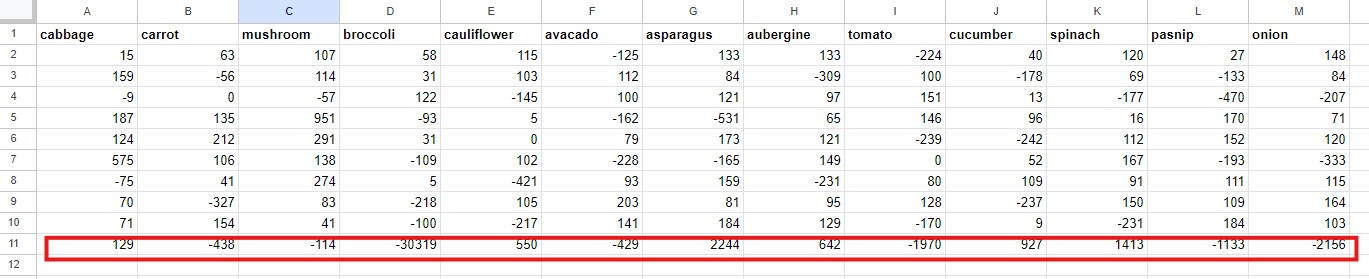 A B C D E F G H I J K L M
1 cabbage carrot mushroom broccoli cauliflower avacado asparagus aubergine tomato cucumber spinach pasnip onion
2 15 63 107 58 115 -125 133 133 -224 40 120 27 148
3 159 -56 114 31 103 112 84 -309 100 -178 69 -133 84
4 -9 0 -57 122 -145 100 121 97 151 13 -177 -470 -207
5 187 135 951 -93 5 -162 -531 65 146 96 16 170 71
6 124 212 291 31 0 79 173 121 -239 -242 112 152 120
7 575 106 138 -109 102 -228 -165 149 0 52 167 -193 -333
8 -75 41 274 5 -421 93 159 -231 80 109 91 111 115
9 70 -327 83 -218 105 203 81 95 128 -237 150 109 164
10 71 154 41 -100 -217 141 184 129 -170 9 -231 184 103
11 129 -438 -114 -30319 550 -429 2244 642 -1970 927 1413 -1133 -2156
12